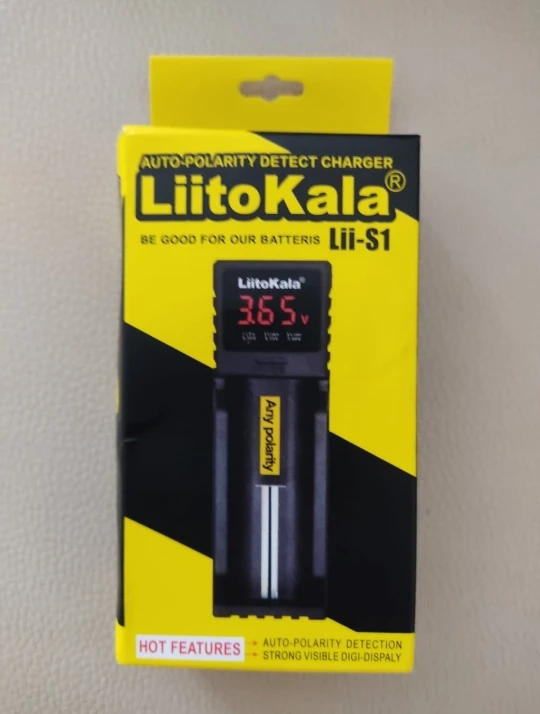 AUTO-POLARITY DETECT CHARGER
LiitoKala®
BE GOOD FOR OUR BATTERIS Lii-S1
LiitoKala®
3.65 v
Any polarity
HOT FEATURES
AUTO-POLARITY DETECTION
STRONG VISIBLE DIGI-DISPALY